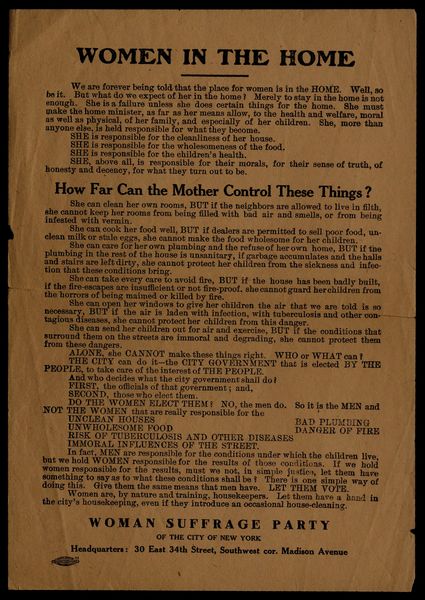 WOMEN IN THE HOME
We are forever being told that the place for women is in the HOME. Well, so
be it. But what do we expect of her in the home? Merely to stay in the home is not
enough. She is a failure unless she does certain things for the home. She must
make the home minister, as far as her means allow, to the health and welfare, moral
as well as physical, of her family, and especially of her children. She, more than
anyone else, is held responsible for what they become.
SHE is responsible for the cleanliness of her house.
SHE is responsible for the wholesomeness of the food.
SHE is responsible for the children's health.
SHE, above all, is responsible for their morals, for their sense of truth, of
honesty and decency, for what they turn out to be.
How Far Can the Mother Control These Things?
She can clean her own rooms, BUT if the neighbors are allowed to live in filth,
she cannot keep her rooms from being filled with bad air and smells, or from being
infested with vermin.
She can cook her food well, BUT if dealers are permitted to sell poor food, un-
clean milk or stale eggs, she cannot make the food wholesome for her children.
She can care for her own plumbing and the refuse of her own home, BUT if the
plumbing in the rest of the house is unsanitary, if garbage accumulates and the halls
and stairs are left dirty, she cannot protect her children from the sickness and infec-
tion that these conditions bring.
She can take every care to avoid fire, BUT if the house has been badly built,
if the fire-escapes are insufficient or not fire-proof, she cannot guard her children from
the horrors of being maimed or killed by fire.
She can open her windows to give her children the air that we are told is so
necessary, BUT if the air is laden with infection, with tuberculosis and other con-
tagious diseases, she cannot protect her children from this danger.
She can send her children out for air and exercise, BUT if the conditions that
surround them on the streets are immoral and degrading, she cannot protect them
from these dangers.
ALONE, she CANNOT make these things right. WHO or WHAT can?
THE CITY can do it—the CITY GOVERNMENT that is elected BY THE
PEOPLE, to take care of the interest of THE PEOPLE.
And who decides what the city government shall do?
FIRST, the officials of that government; and,
SECOND, those who elect them.
DO THE WOMEN ELECT THEM? NO, the men do. So it is the MEN and
NOT THE WOMEN that are really responsible for the
UNCLEAN HOUSES
UNWHOLESOME FOOD
BAD PLUMBING
DANGER OF FIRE
RISK OF TUBERCULOSIS AND OTHER DISEASES
IMMORAL INFLUENCES OF THE STREET.
In fact, MEN are responsible for the conditions under which the children live,
but we hold WOMEN responsible for the results of those conditions. If we hold
women responsible for the results, must we not, in simple justice, let them have
something to say as to what these conditions shall be? There is one simple way of
doing this. Give them the same means that men have. LET THEM VOTE.
Women are, by nature and training, housekeepers. Let them have a hand in
the city's housekeeping, even if they introduce an occasional house-cleaning.
WOMAN SUFFRAGE PARTY
OF THE CITY OF NEW YORK
Headquarters: 30 East 34th Street, Southwest cor. Madison Avenue